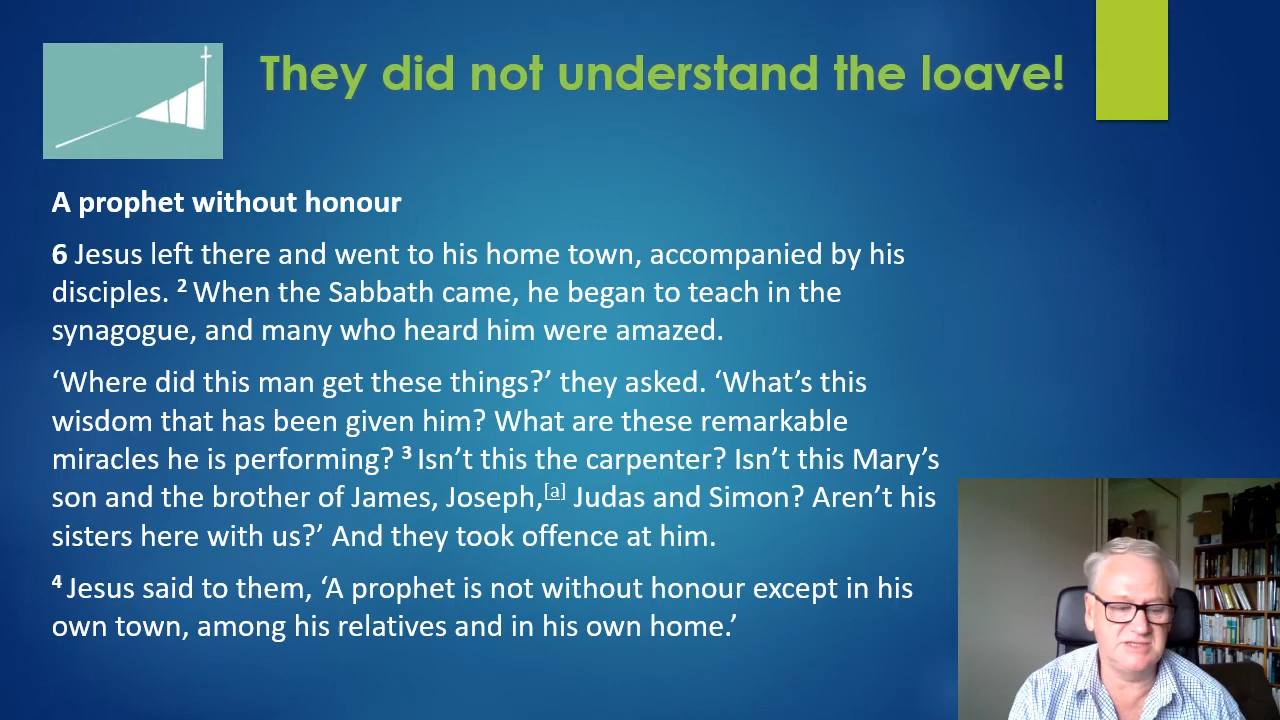 They did not understand the loave!
A prophet without honour
6 Jesus left there and went to his home town, accompanied by his
disciples. 2 When the Sabbath came, he began to teach in the
synagogue, and many who heard him were amazed.
‘Where did this man get these things?’ they asked. ‘What’s this
wisdom that has been given him? What are these remarkable
miracles he is performing? 3 Isn’t this the carpenter? Isn’t this Mary’s
son and the brother of James, Joseph,[a] Judas and Simon? Aren’t his
sisters here with us?’ And they took offence at him.
4 Jesus said to them, ‘A prophet is not without honour except in his
own town, among his relatives and in his own home.’